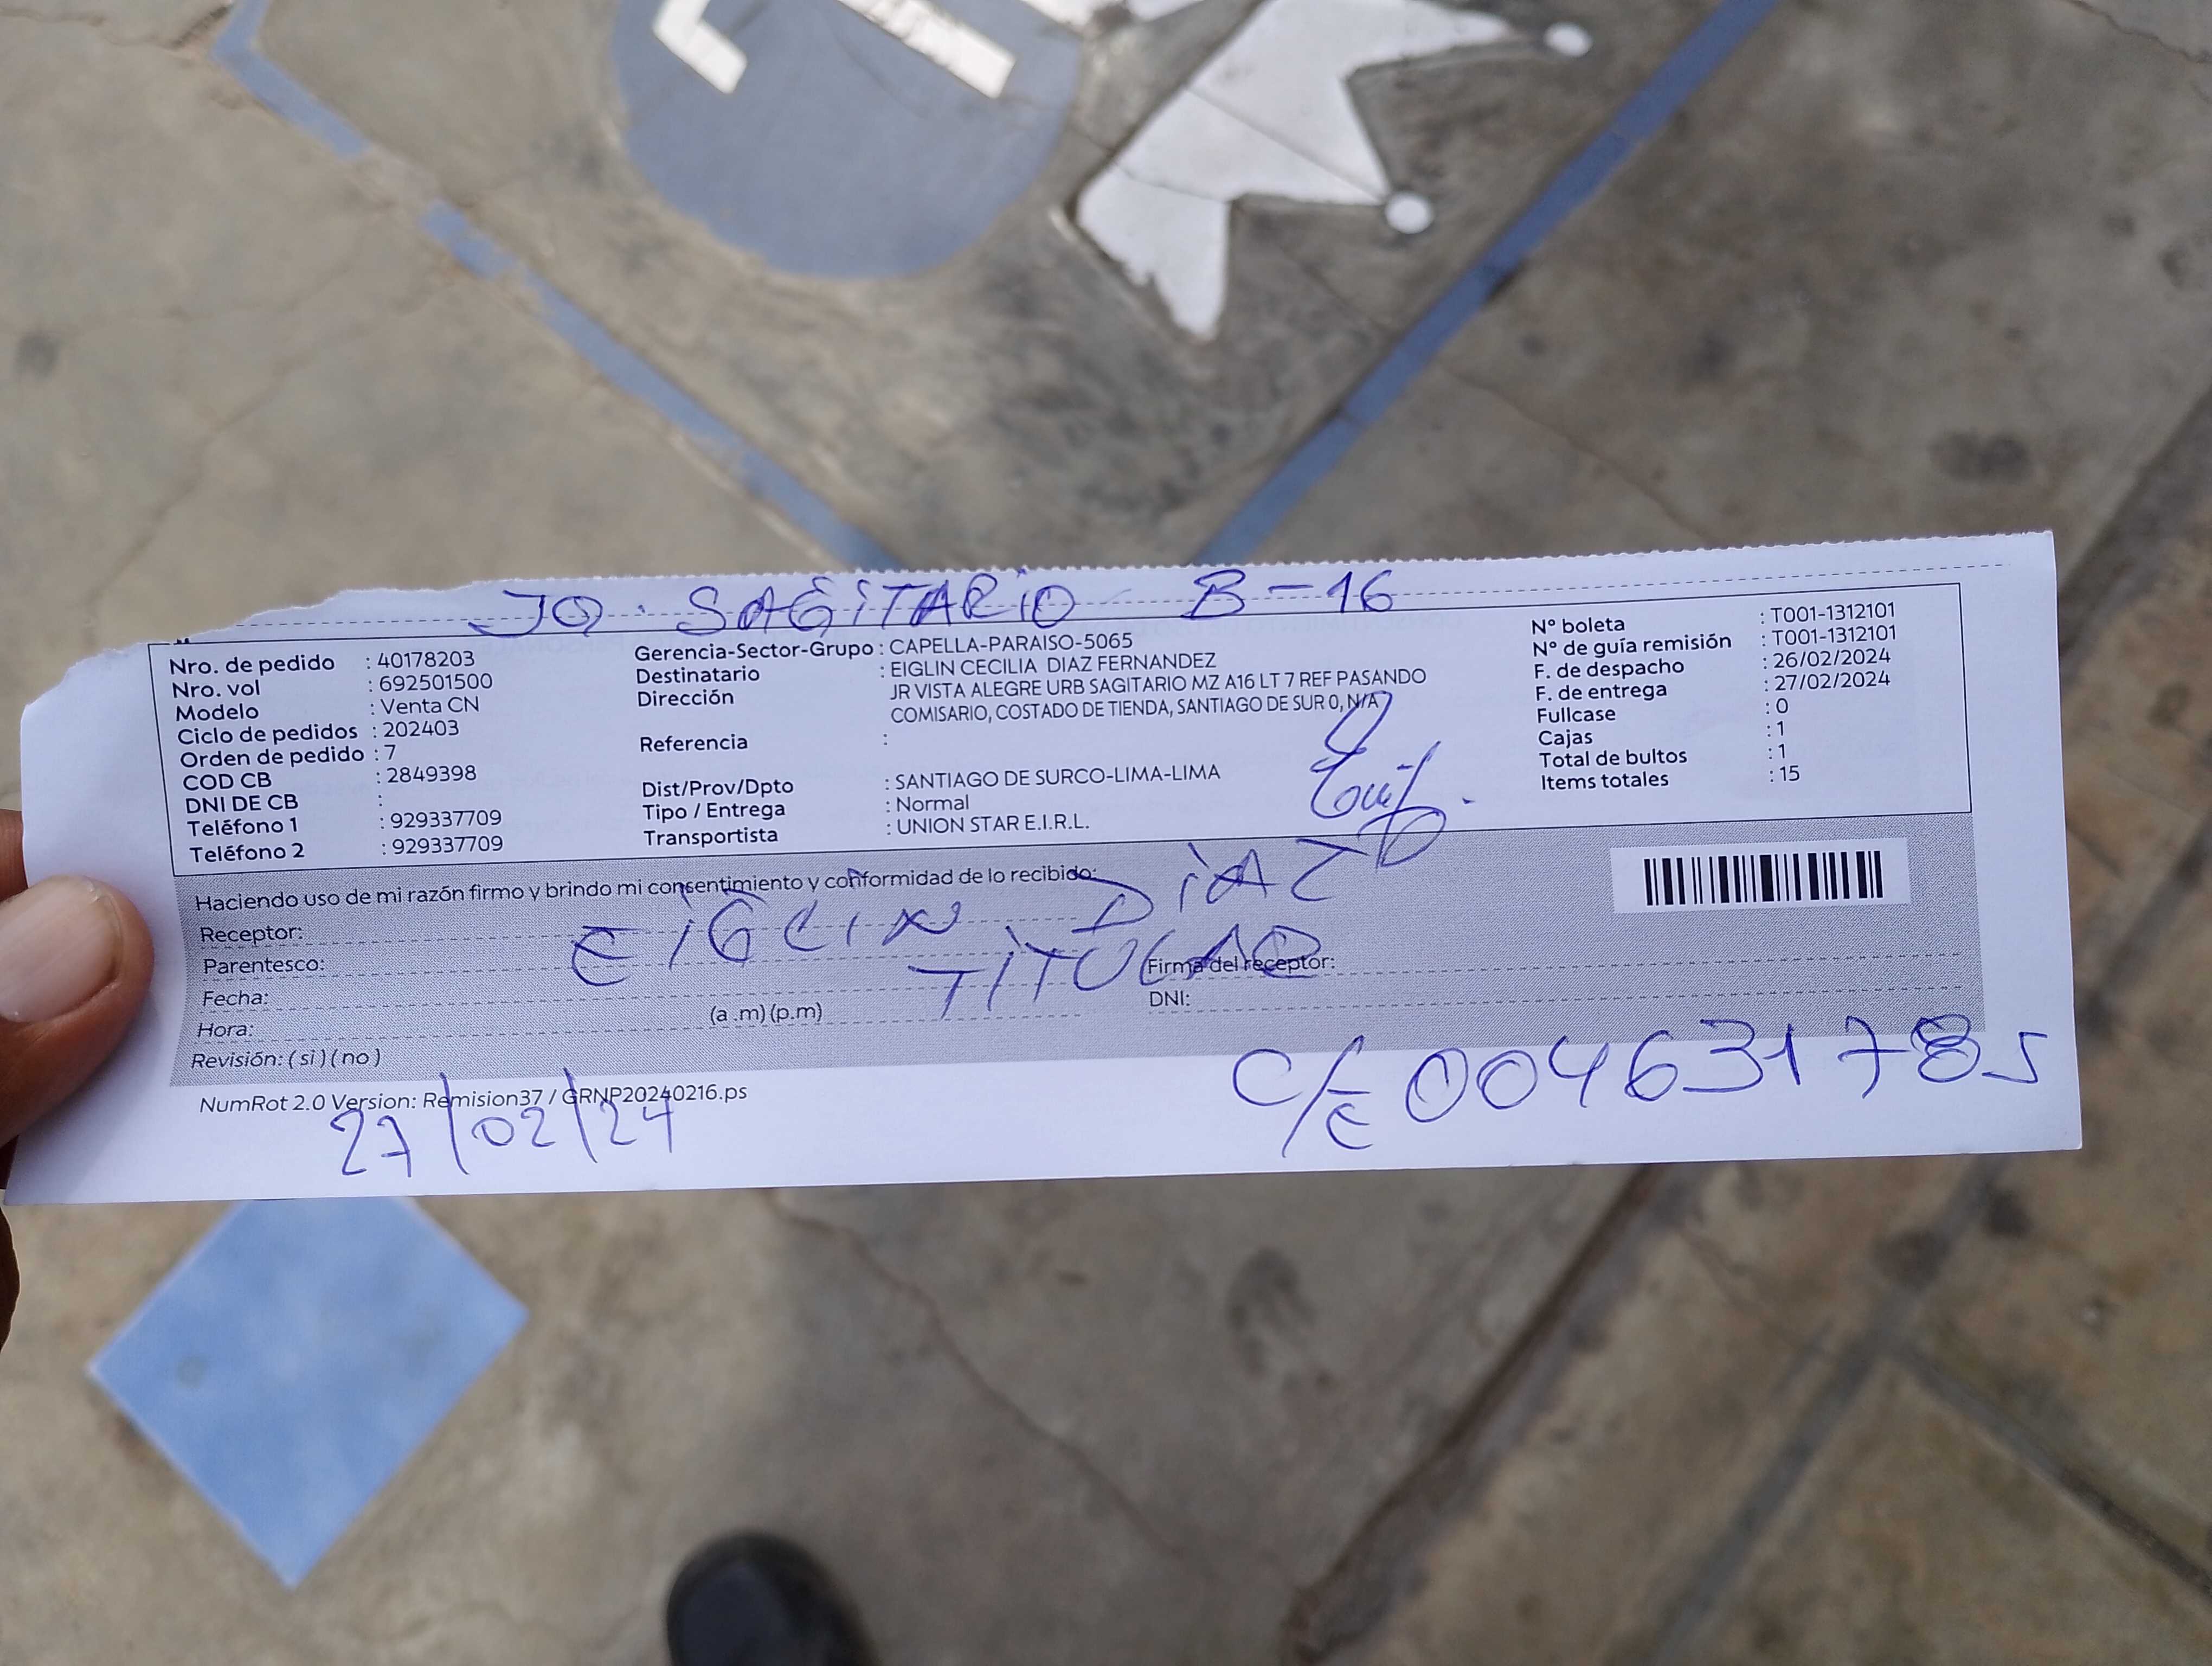 JQ. SAGITARIO B-16
Nro. de pedido : 40178203
Nro. vol : 692501500
Modelo : Venta CN
Ciclo de pedidos : 202403
Orden de pedido : 7
COD CB : 2849398
DNI DE CB :
Teléfono 1 : 929337709
Teléfono 2 : 929337709
Gerencia-Sector-Grupo : CAPELLA-PARAISO-5065
Destinatario : EIGLIN CECILIA DIAZ FERNANDEZ
Dirección JR VISTA ALEGRE URB SAGITARIO MZ A16 LT 7 REF PASANDO
COMISARIO, COSTADO DE TIENDA, SANTIAGO DE SUR 0, N/A
Referencia :
Dist/Prov/Dpto : SANTIAGO DE SURCO-LIMA-LIMA
Tipo / Entrega : Normal
Transportista : UNION STAR E.I.R.L.
N° boleta : T001-1312101
N° de guía remisión : T001-1312101
F. de despacho : 26/02/2024
F. de entrega : 27/02/2024
Fullcase : 0
Cajas : 1
Total de bultos : 1
Items totales : 15
Haciendo uso de mi razón firmo y brindo mi consentimiento y conformidad de lo recibido:
Receptor: EIGLIN DIAZ
Parentesco: TITULAR
Firma del receptor:
Fecha:
DNI:
Hora: (a .m) (p.m)
Revisión: ( si ) ( no )
C/E 004631785
NumRot 2.0 Version: Remision37 / GRNP20240216.ps
27/02/24